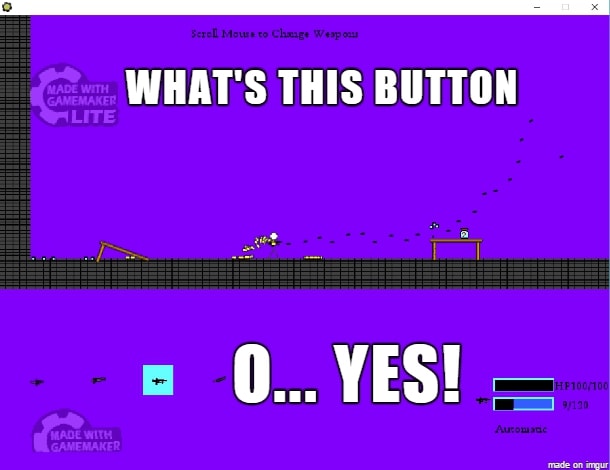 Scroll Mouse to Change Weapons
MADE WITH
GAMEMAKER
LITE
WHAT'S THIS BUTTON
O... YES!
HP100/100
9/120
Automatic
MADE WITH
GAMEMAKER
made on imgur